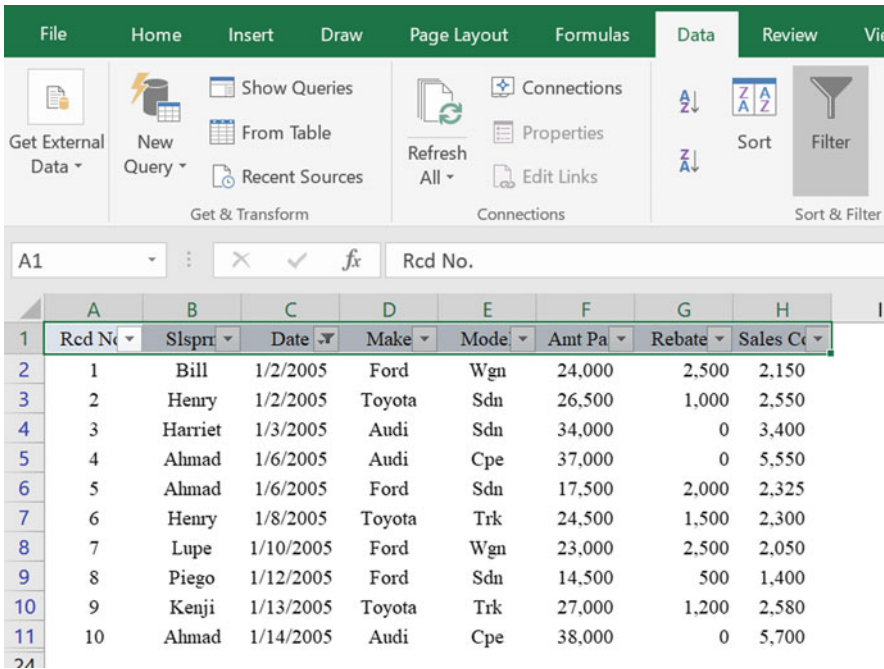 File Home Insert Draw Page Layout Formulas Data Review
Show Queries Connections
From Table Properties
Recent Sources Edit Links
Get External Data
New Query
Refresh All
Sort
Filter
Get & Transform Connections Sort & Filter
A1 fx Rcd No.
A B C D E F G H
1 Rcd No Slsprn Date Make Model Amt Pa Rebate Sales Co
2 1 Bill 1/2/2005 Ford Wgn 24,000 2,500 2,150
3 2 Henry 1/2/2005 Toyota Sdn 26,500 1,000 2,550
4 3 Harriet 1/3/2005 Audi Sdn 34,000 0 3,400
5 4 Ahmad 1/6/2005 Audi Cpe 37,000 0 5,550
6 5 Ahmad 1/6/2005 Ford Sdn 17,500 2,000 2,325
7 6 Henry 1/8/2005 Toyota Trk 24,500 1,500 2,300
8 7 Lupe 1/10/2005 Ford Wgn 23,000 2,500 2,050
9 8 Piego 1/12/2005 Ford Sdn 14,500 500 1,400
10 9 Kenji 1/13/2005 Toyota Trk 27,000 1,200 2,580
11 10 Ahmad 1/14/2005 Audi Cpe 38,000 0 5,700
24